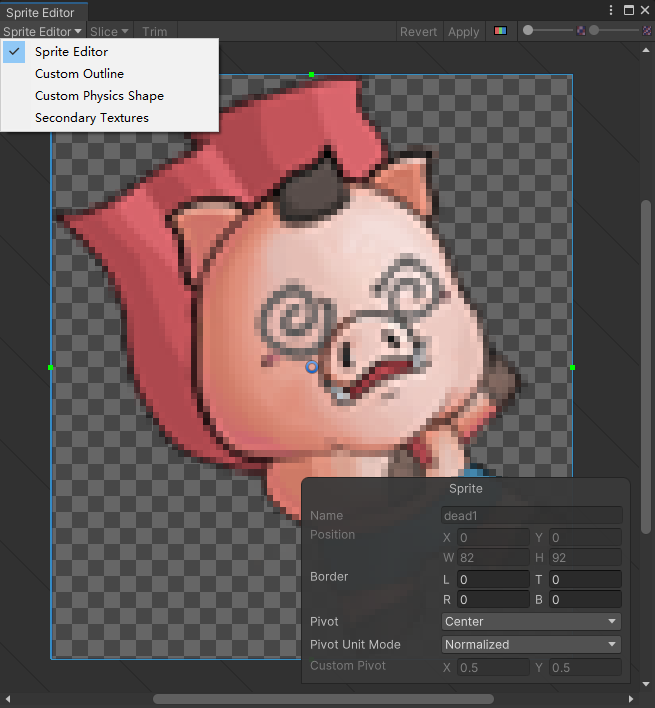 Sprite Editor
Sprite Editor Slice Trim Revert Apply
Sprite Editor
Custom Outline
Custom Physics Shape
Secondary Textures
Sprite
Name dead1
Position X 0 Y 0
W 82 H 92
Border L 0 T 0
R 0 B 0
Pivot Center
Pivot Unit Mode Normalized
Custom Pivot X 0.5 Y 0.5